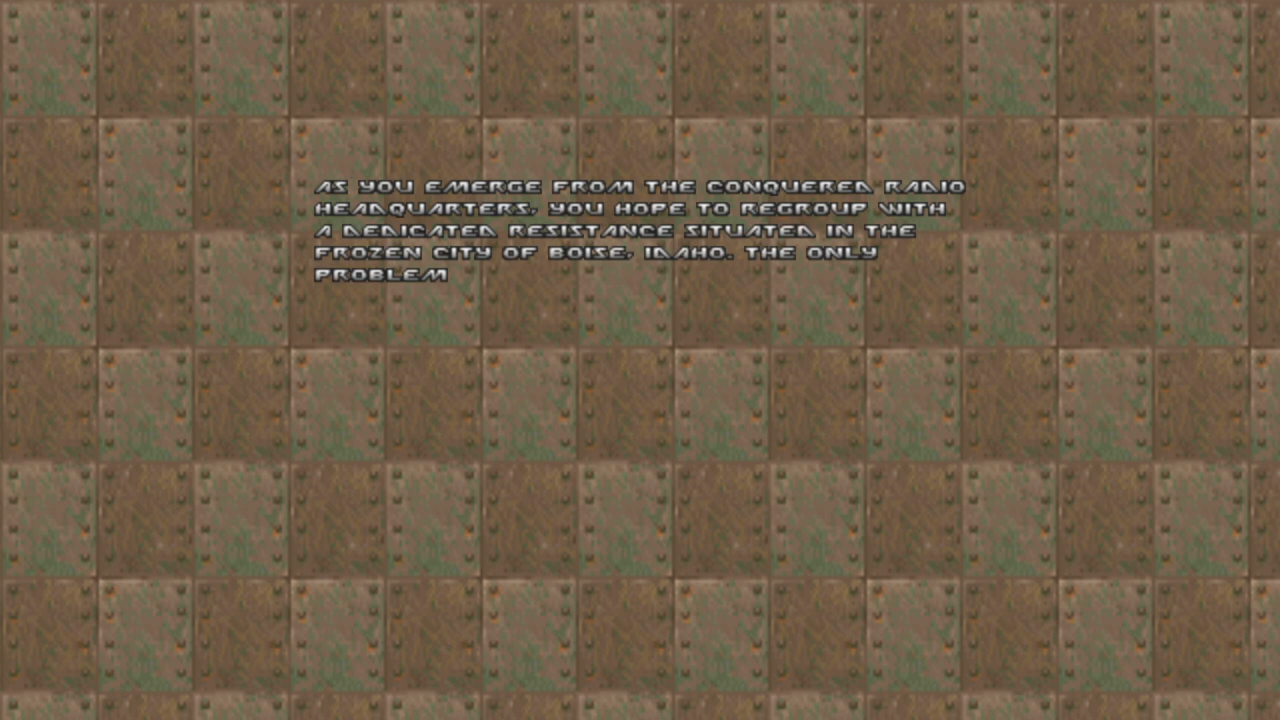 AS YOU EMERGE FROM THE CONQUERED RADIO
HEADQUARTERS, YOU HOPE TO REGROUP WITH
A DEDICATED RESISTANCE SITUATED IN THE
FROZEN CITY OF BOISE, IDAHO. THE ONLY
PROBLEM